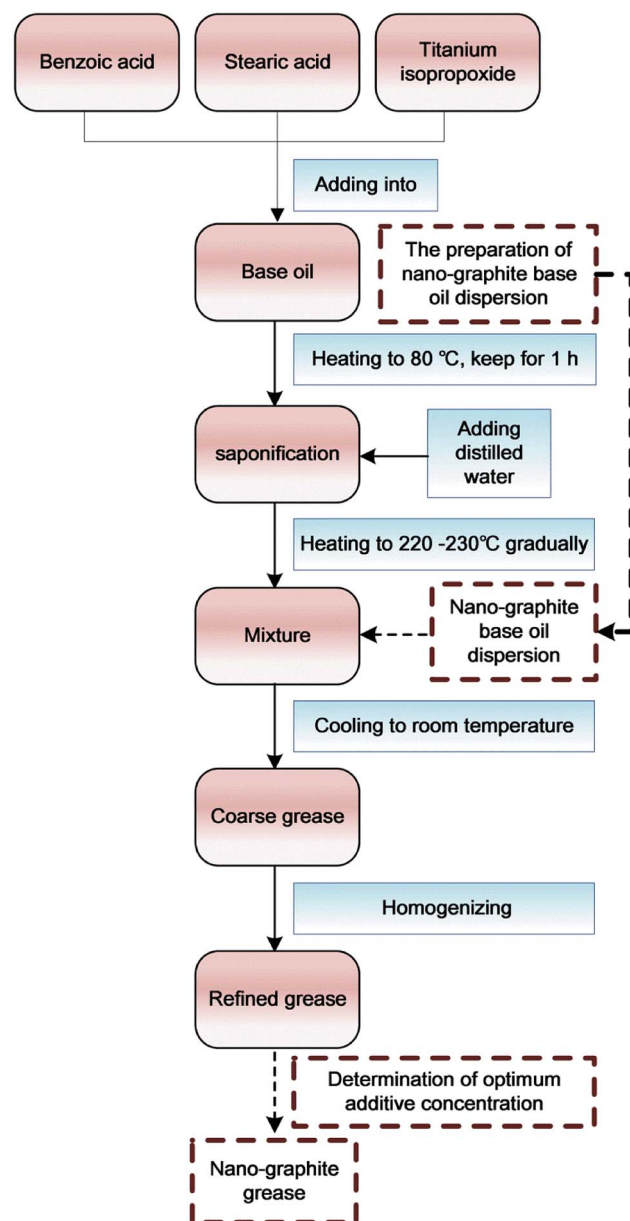 Benzoic acid
Stearic acid
Titanium
isopropoxide
Adding into
Base oil
The preparation of
nano-graphite base
oil dispersion
Heating to 80 ℃, keep for 1 h
saponification
Adding
distilled
water
Heating to 220 -230℃ gradually
Mixture
Nano-graphite
base oil
dispersion
Cooling to room temperature
Coarse grease
Homogenizing
Refined grease
Determination of optimum
additive concentration
Nano-graphite
grease